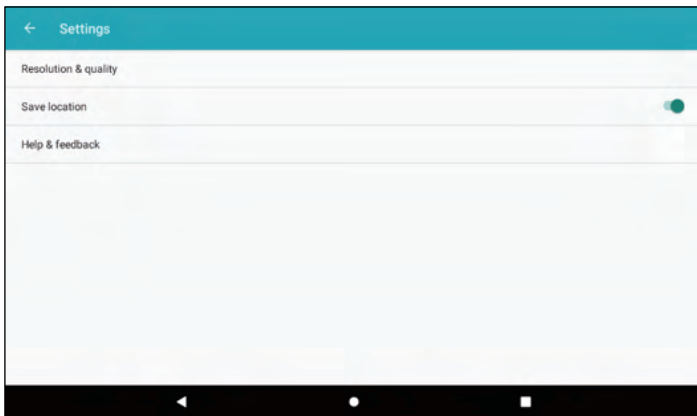 Settings
Resolution & quality
Save location
Help & feedback